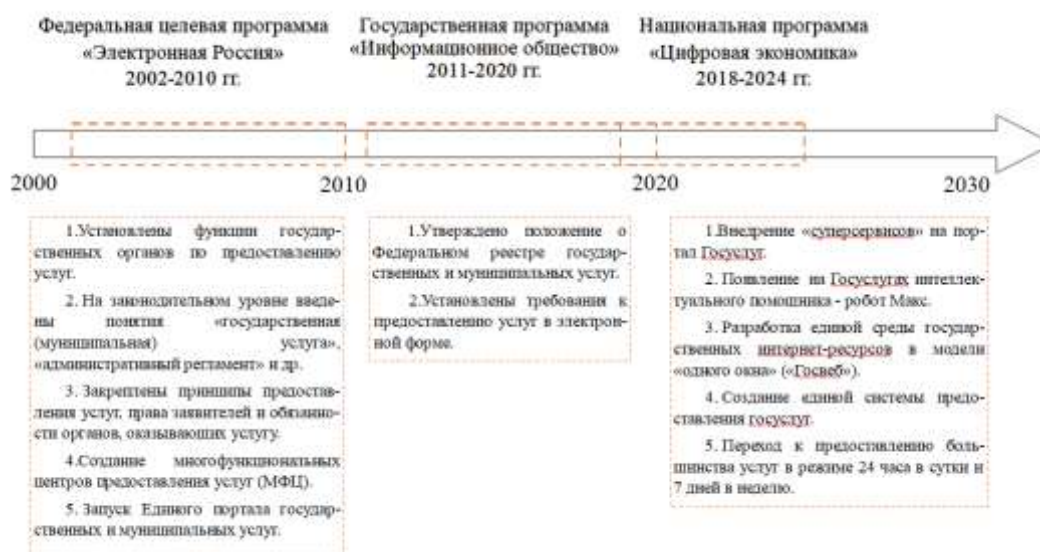 Федеральная целевая программа
«Электронная Россия»
2002-2010 гг.
Государственная программа
«Информационное общество»
2011-2020 гг.
Национальная программа
«Цифровая экономика»
2018-2024 гг.
2000
2010
2020
2030
1.Установлены функции государ-
ственных органов по предоставлению
услуг.
2. На законодательном уровне введе-
ны понятия «государственная
(муниципальная) услуга»,
«административный регламент» и др.
3. Закреплены принципы предостав-
ления услуг, права заявителей и обязанно-
сти органов, оказывающих услугу.
4.Создание многофункциональных
центров предоставления услуг (МФЦ).
5. Запуск Единого портала государ-
ственных и муниципальных услуг.
1.Утверждено положение о
Федеральном реестре государ-
ственных и муниципальных услуг.
2.Установлены требования к
предоставлению услуг в электрон-
ной форме.
1.Внедрение «суперсервисов» на пор-
тал Госуслуг.
2. Появление на Госуслугах интеллек-
туального помощника - робот Макс.
3. Разработка единой среды государ-
ственных интернет-ресурсов в модели
«одного окна» («Госвеб»).
4. Создание единой системы предо-
ставления госуслуг.
5. Переход к предоставлению боль-
шинства услуг в режиме 24 часа в сутки и
7 дней в неделю.